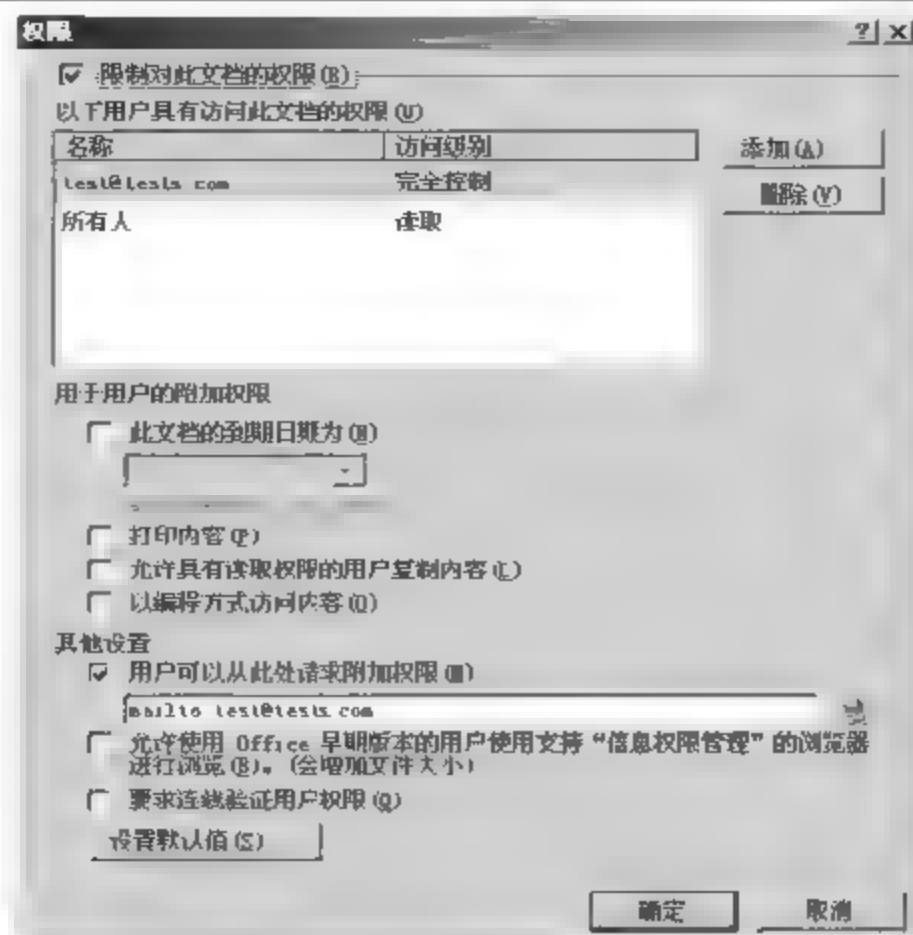 权限
限制对此文档的权限(R):
以下用户具有访问此文档的权限(U)
名称 访问级别
添加(A)
test@tests com 完全控制
删除(V)
所有人 读取
用于用户的附加权限
此文档的到期日期为(N)
打印内容(P)
允许具有读取权限的用户复制内容(L)
以编程方式访问内容(O)
其他设置
用户可以从此处请求附加权限(M)
mailto test@tests.com
允许使用 Office 早期版本的用户使用支持“信息权限管理”的浏览器
进行浏览(B)。(会增加文件大小)
要求连线验证用户权限(Q)
设置默认值(S)
确定 取消